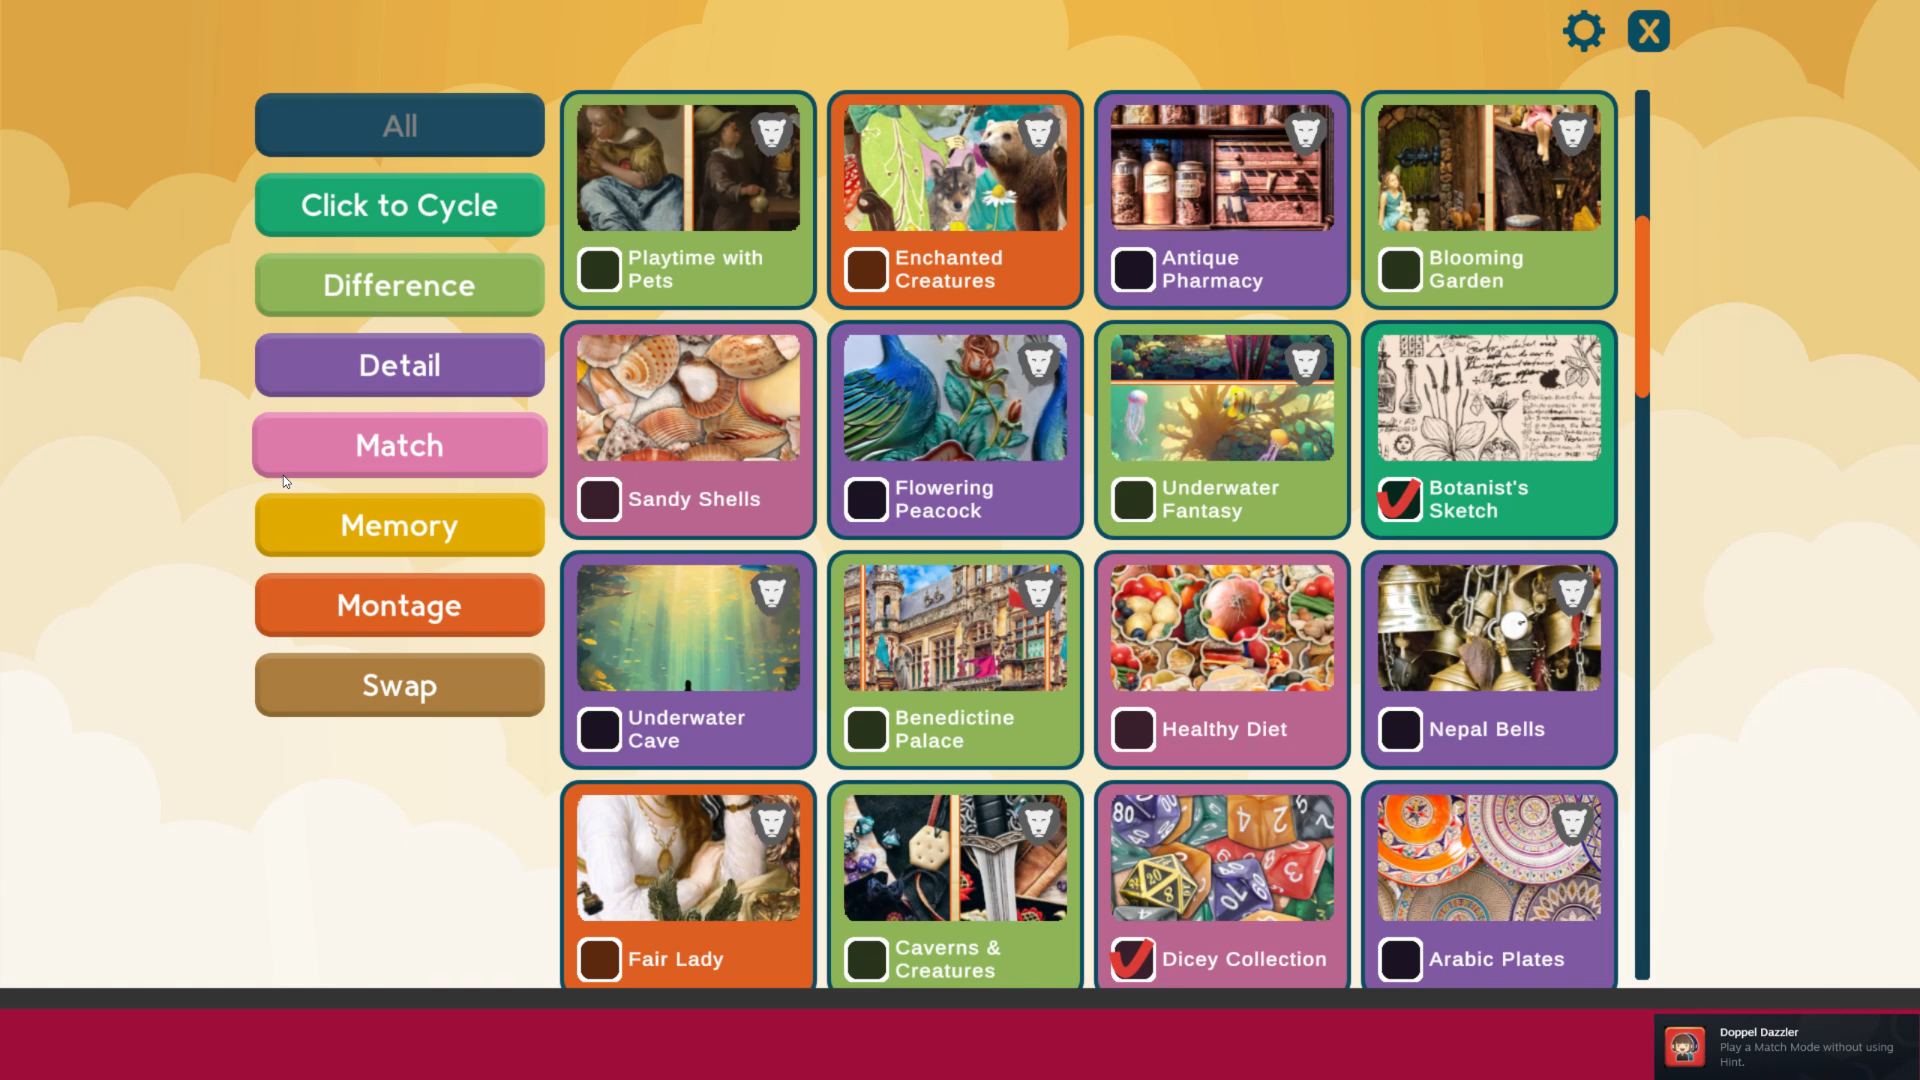 X
All
Click to Cycle
Difference
Detail
Match
Memory
Montage
Swap
Playtime with
Pets
Enchanted
Creatures
Antique
Pharmacy
Blooming
Garden
Sandy Shells
Flowering
Peacock
Underwater
Fantasy
Botanist's
Sketch
Underwater
Cave
Benedictine
Palace
Healthy Diet
Nepal Bells
Fair Lady
Caverns &
Creatures
Dicey Collection
Arabic Plates
Doppel Dazzler
Play a Match Mode without using
Hint.